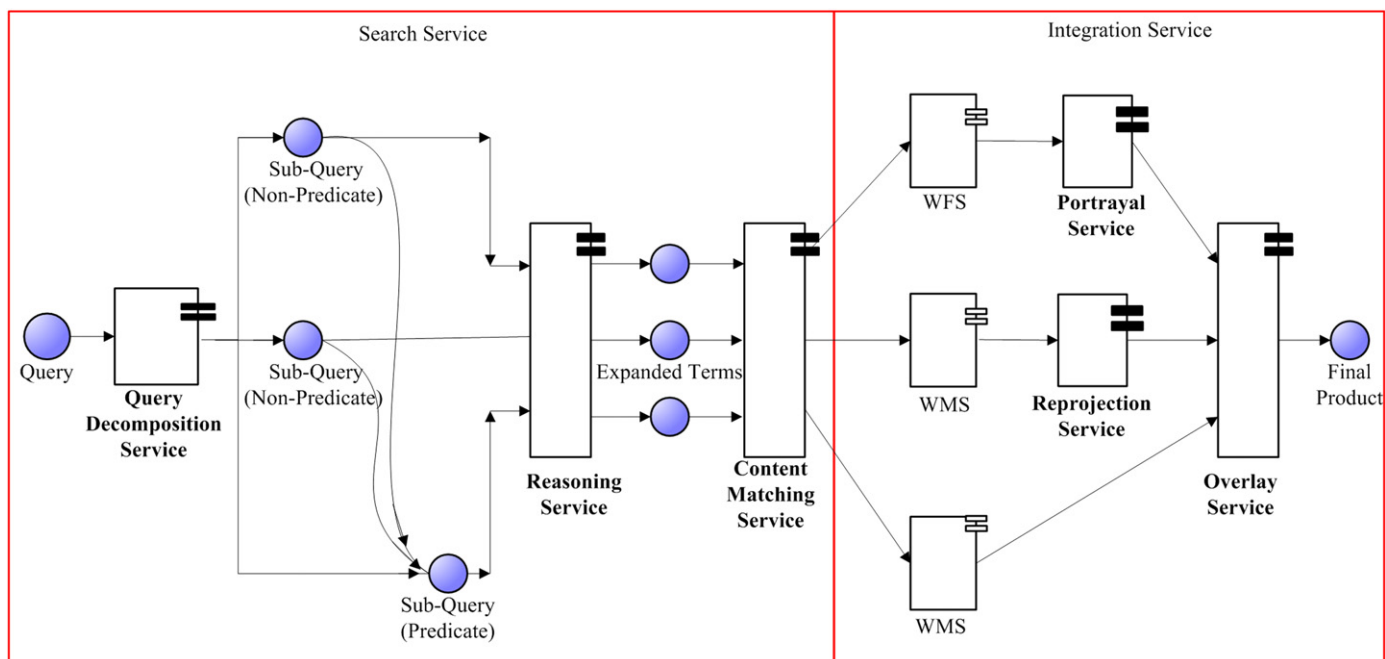 Search Service
Integration Service
Sub-Query
(Non-Predicate)
WFS
Portrayal
Service
Query
Query
Decomposition
Service
Sub-Query
(Non-Predicate)
Expanded Terms
Reasoning
Service
Content
Matching
Service
WMS
Reprojection
Service
Overlay
Service
Final
Product
Sub-Query
(Predicate)
WMS